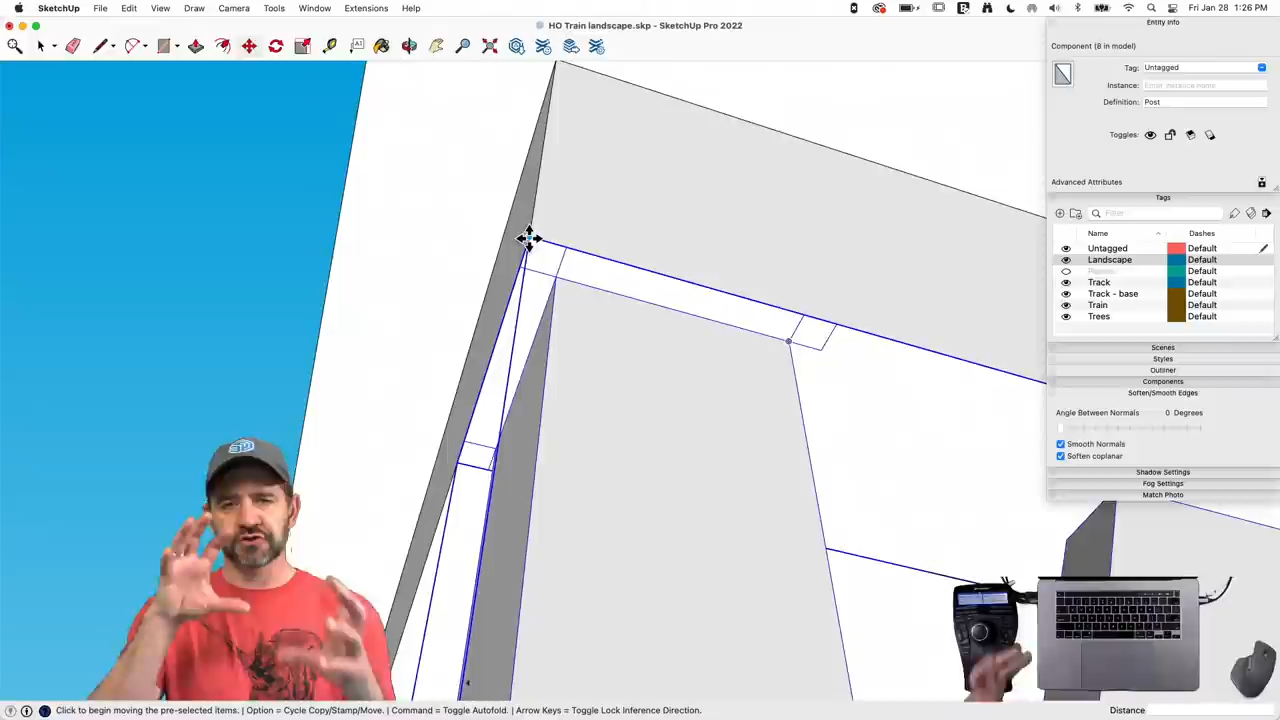 SketchUp File Edit View Draw Camera Tools Window Extensions Help Fri Jan 28 1:26 PM
HO Train landscape.skp - SketchUp Pro 2022
Entity Info
Component (8 in model)
Tag: Untagged
Instance: Enter instance name
Definition: Post
Toggles:
Advanced Attributes
Tags
Filter
Name Dashes
Untagged Default
Landscape Default
Default
Track Default
Track - base Default
Train Default
Trees Default
Scenes
Styles
Outliner
Components
Soften/Smooth Edges
Angle Between Normals 0 Degrees
Smooth Normals
Soften coplanar
Shadow Settings
Fog Settings
Match Photo
Click to begin moving the pre-selected items. | Option = Cycle Copy/Stamp/Move. | Command = Toggle Autofold. | Arrow Keys = Toggle Lock Inference Direction. Distance